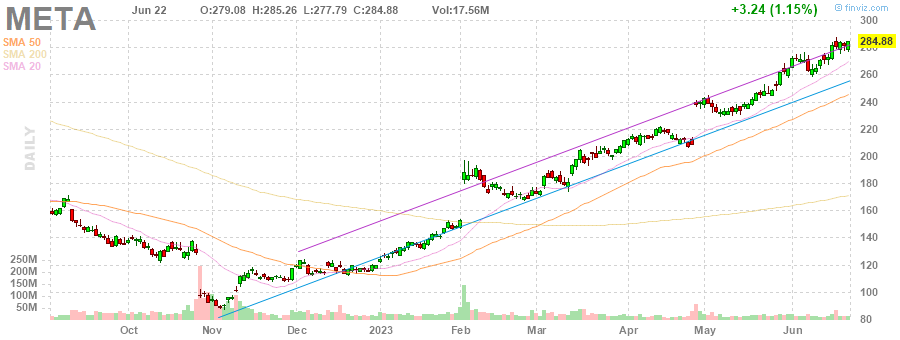 META Jun 22 O:279.08 H:285.26 L:277.79 C:284.88 Vol:17.56M +3.24 (1.15%) finviz.com
SMA 50
SMA 200
SMA 20
DAILY
300
284.88
280
260
240
220
200
180
160
140
120
100
80
250M
200M
150M
100M
50M
Oct Nov Dec 2023 Feb Mar Apr May Jun